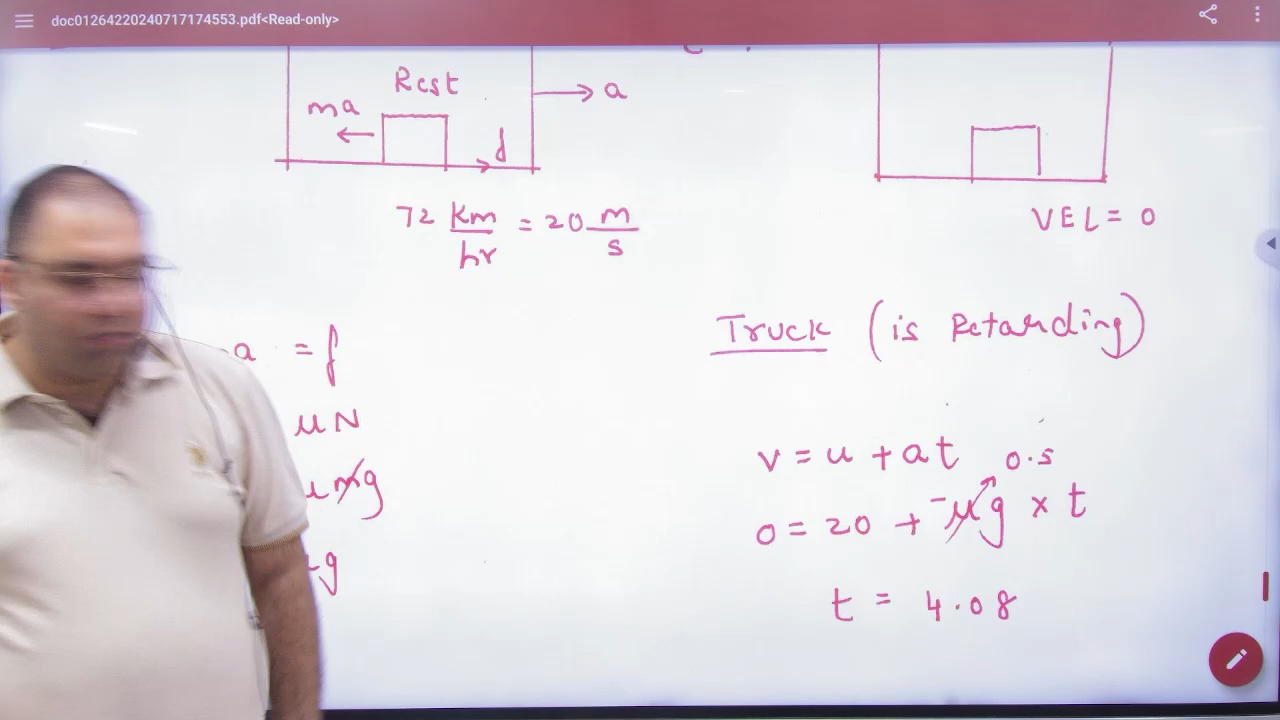 doc01264220240717174553.pdf<Read-only>
Rest
ma
a
f
72 Km/hr = 20 m/s
VEL = 0
Truck (is Retarding)
a = f
μN
μmg
g
v = u + at
0.5
0 = 20 + -μg × t
t = 4.08